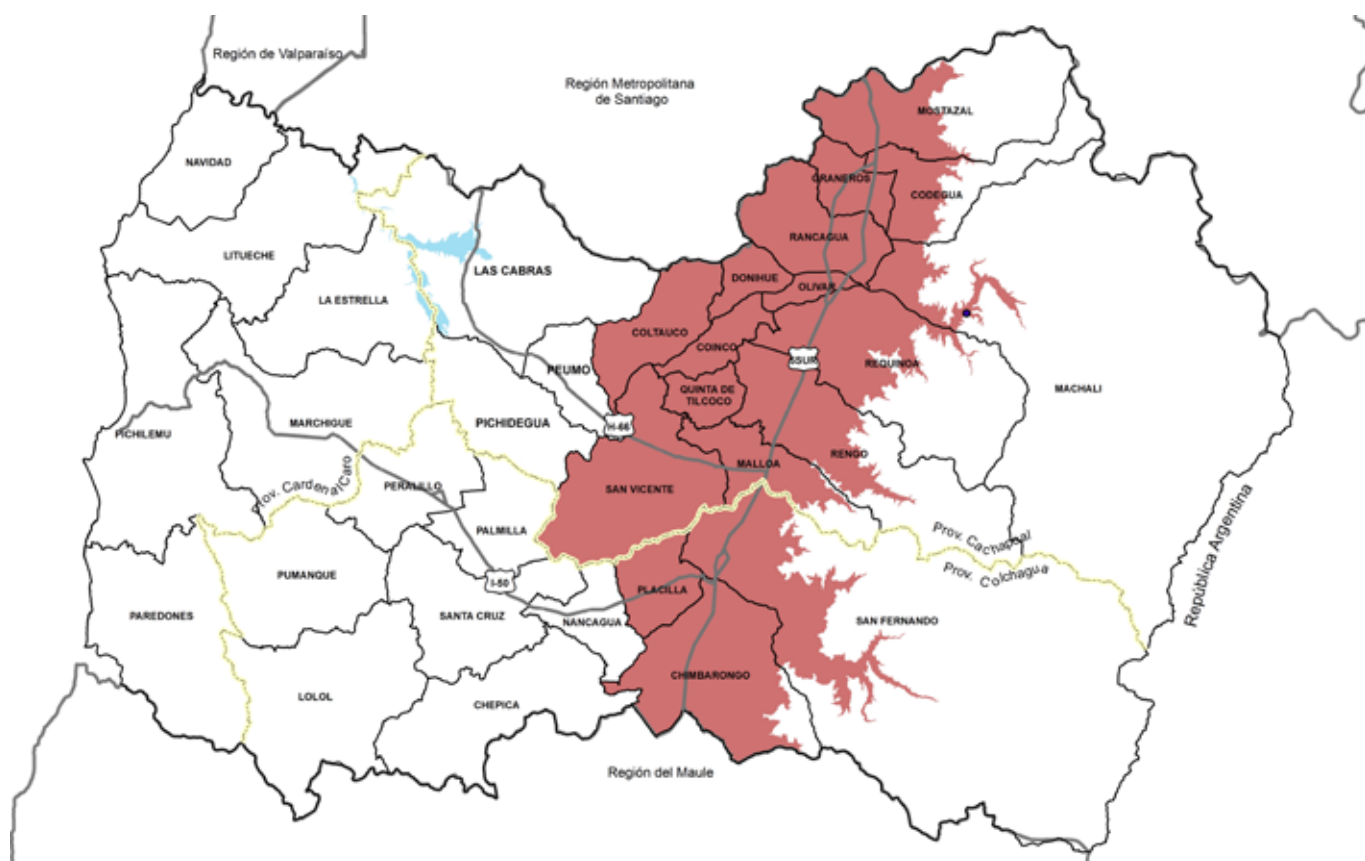 Región de Valparaíso
Región Metropolitana
de Santiago
MOSTAZAL
NAVIDAD
GRANEROS
CODEGUA
RANCAGUA
LITUECHE
LAS CABRAS
DONIHUE
OLIVAR
LA ESTRELLA
COLTAUCO
COINCO
5SUR
PEUMO
REQUINOA
QUINTA DE
TILCOCO
MACHALI
MARCHIGUE
PICHIDEGUA
H-66
PICHILEMU
RENGO
MALLOA
Prov. Cardenal Caro
PERALILLO
SAN VICENTE
PALMILLA
Prov. Cachapoal
Prov. Colchagua
República Argentina
PUMANQUE
I-50
PLACILLA
PAREDONES
SANTA CRUZ
NANCAGUA
SAN FERNANDO
CHIMBARONGO
LOLOL
CHEPICA
Región del Maule